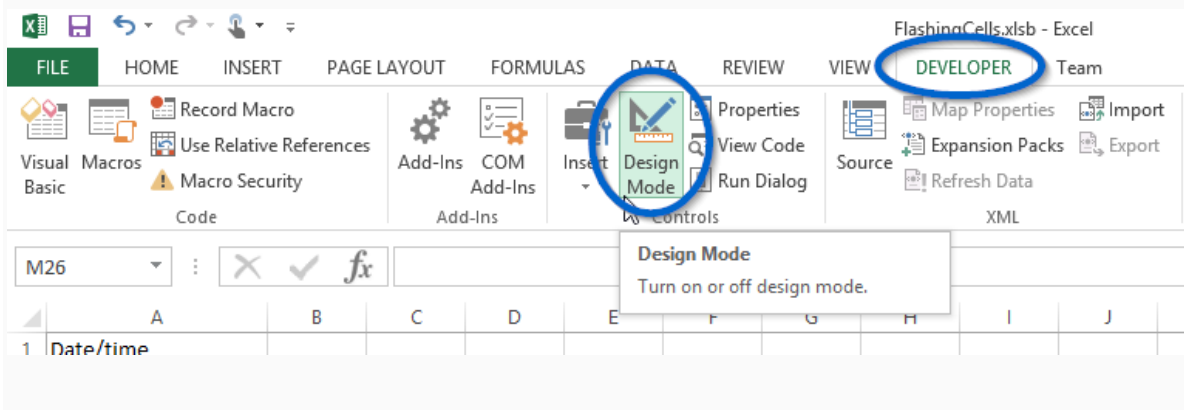 FlashingCells.xlsb - Excel
FILE HOME INSERT PAGE LAYOUT FORMULAS DATA REVIEW VIEW DEVELOPER Team
Record Macro
Use Relative References
Macro Security
Visual Basic
Macros
Code
Add-Ins
COM Add-Ins
Add-Ins
Insert
Design Mode
Properties
View Code
Run Dialog
Controls
Source
Map Properties
Expansion Packs
Refresh Data
Import
Export
XML
M26
fx
Design Mode
Turn on or off design mode.
A B C D E F G H I J
1 Date/time